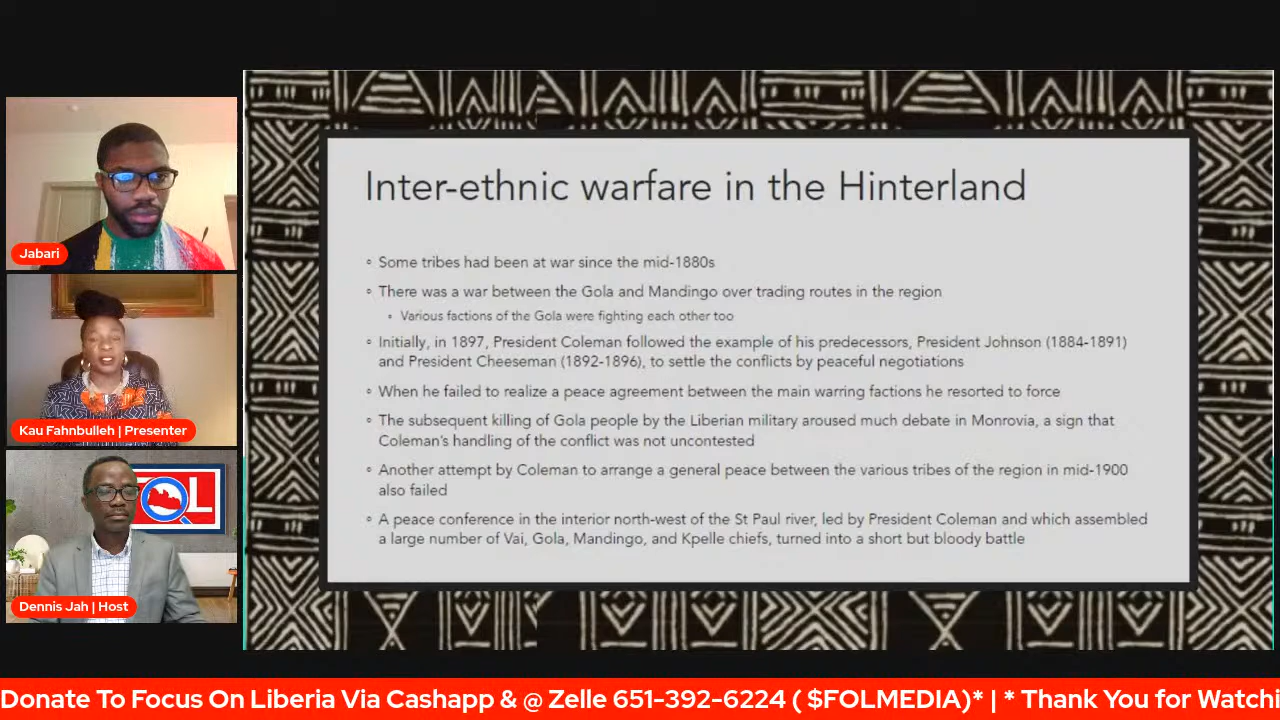 Jabari
Kau Fahnbulleh | Presenter
OL
Dennis Jah | Host
Inter-ethnic warfare in the Hinterland
◦ Some tribes had been at war since the mid-1880s
◦ There was a war between the Gola and Mandingo over trading routes in the region
◦ Various factions of the Gola were fighting each other too
◦ Initially, in 1897, President Coleman followed the example of his predecessors, President Johnson (1884-1891)
and President Cheeseman (1892-1896), to settle the conflicts by peaceful negotiations
◦ When he failed to realize a peace agreement between the main warring factions he resorted to force
◦ The subsequent killing of Gola people by the Liberian military aroused much debate in Monrovia, a sign that
Coleman's handling of the conflict was not uncontested
◦ Another attempt by Coleman to arrange a general peace between the various tribes of the region in mid-1900
also failed
◦ A peace conference in the interior north-west of the St Paul river, led by President Coleman and which assembled
a large number of Vai, Gola, Mandingo, and Kpelle chiefs, turned into a short but bloody battle
Donate To Focus On Liberia Via Cashapp & @ Zelle 651-392-6224 ( $FOLMEDIA)* | * Thank You for Watchi